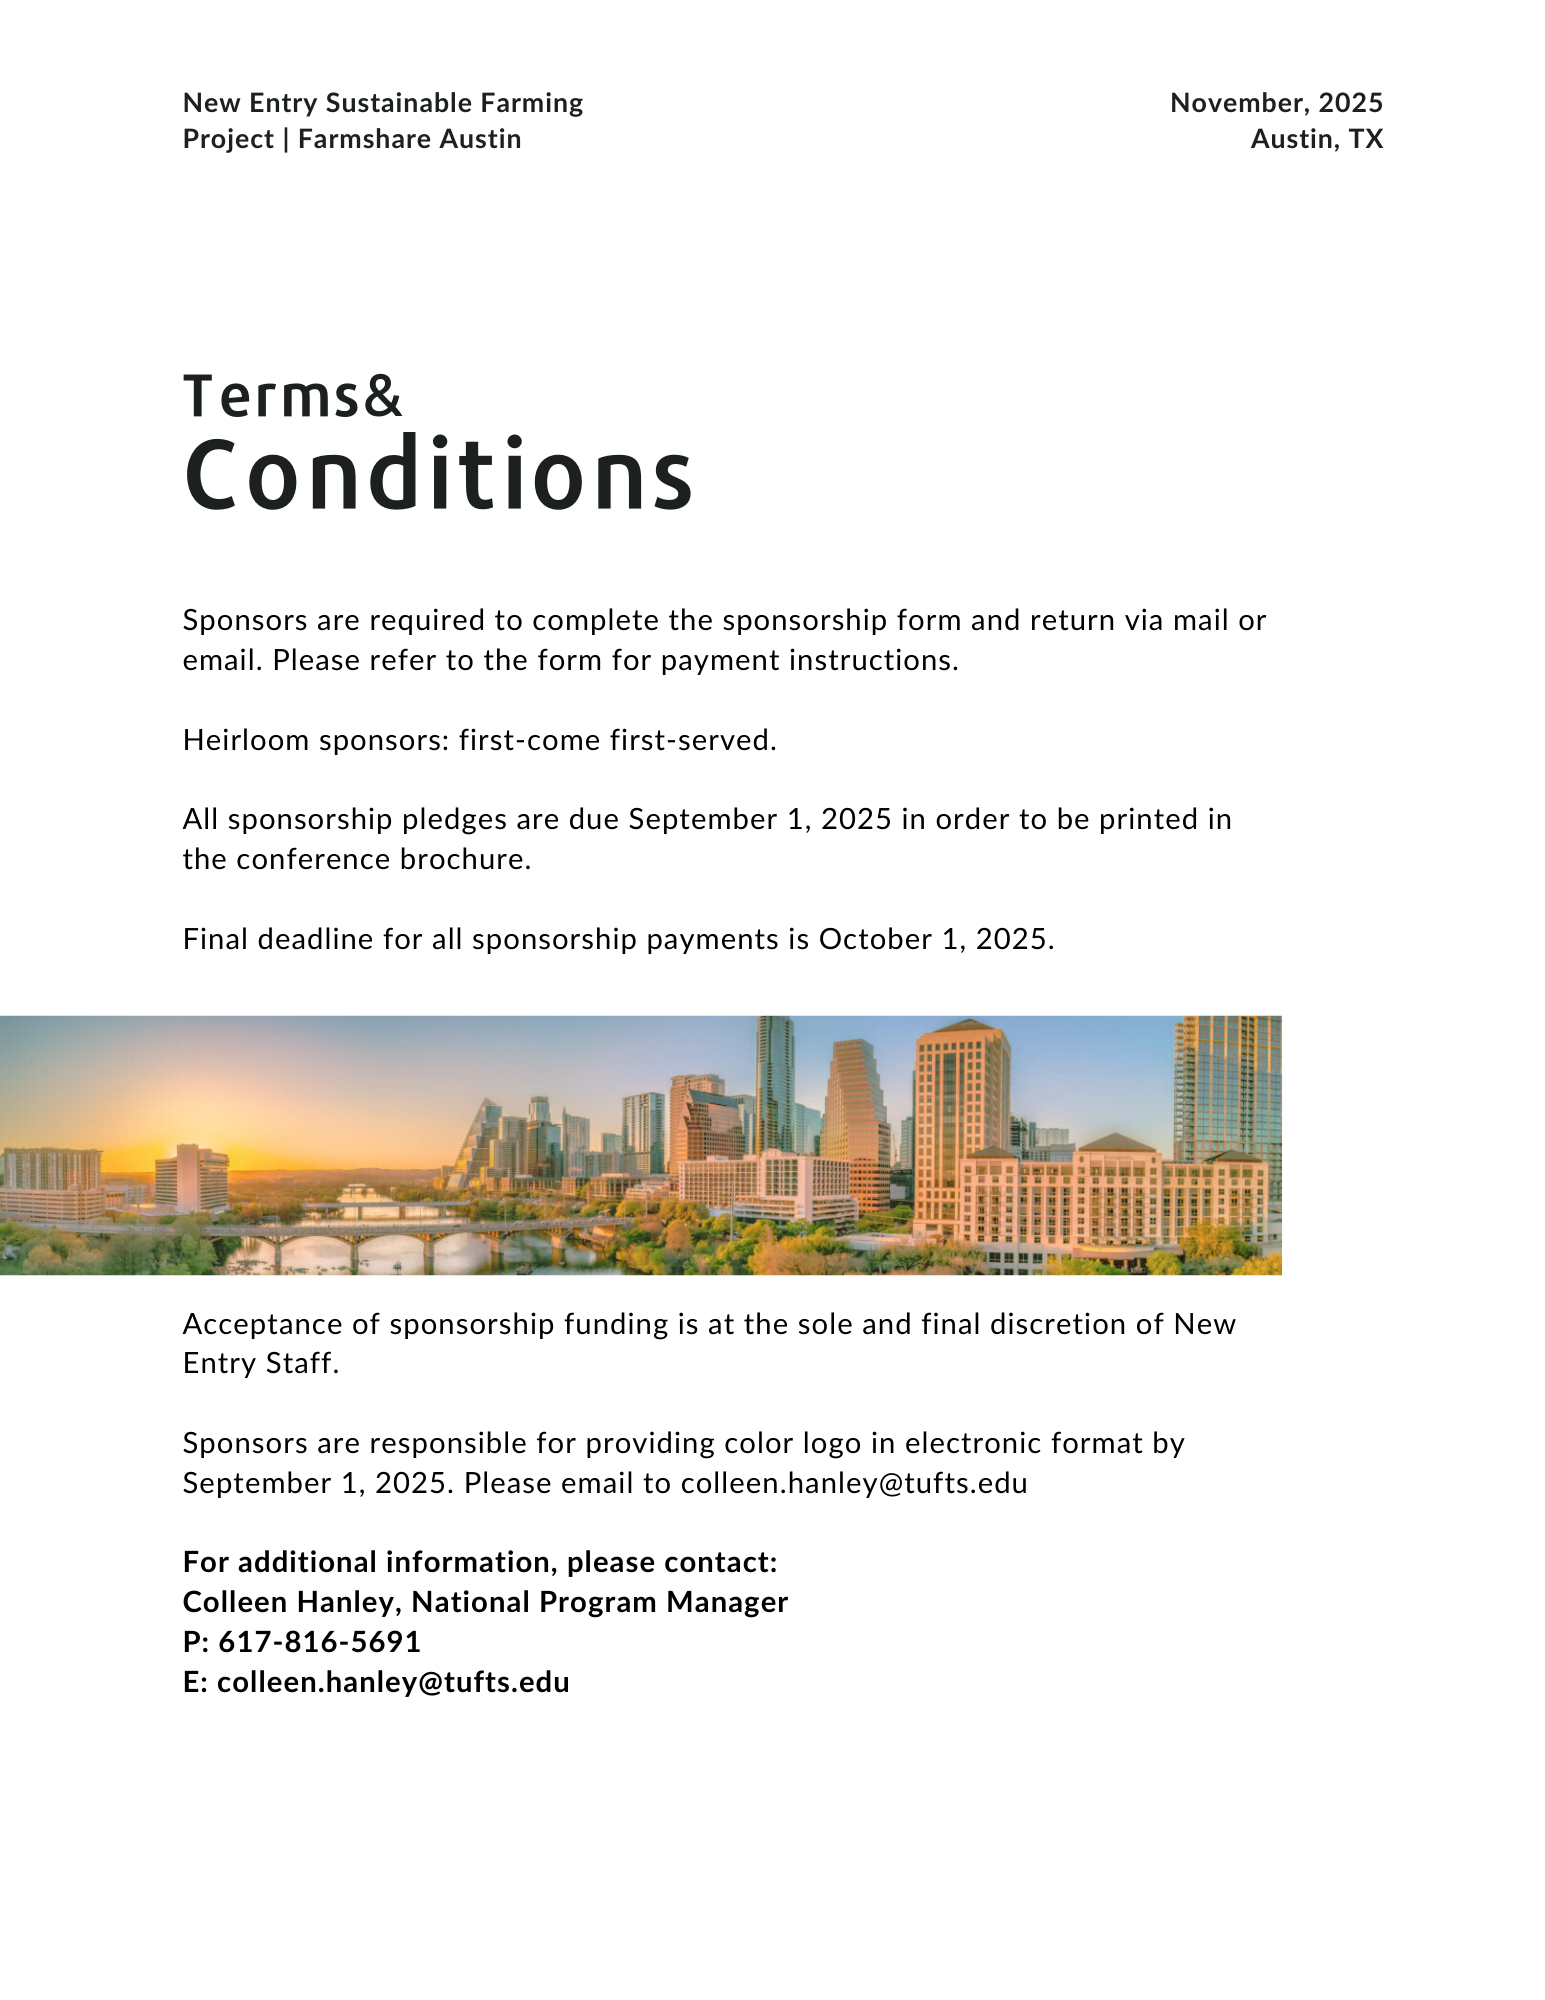 New Entry Sustainable Farming
Project | Farmshare Austin
November, 2025
Austin, TX
Terms&
Conditions
Sponsors are required to complete the sponsorship form and return via mail or
email. Please refer to the form for payment instructions.
Heirloom sponsors: first-come first-served.
All sponsorship pledges are due September 1, 2025 in order to be printed in
the conference brochure.
Final deadline for all sponsorship payments is October 1, 2025.
Acceptance of sponsorship funding is at the sole and final discretion of New
Entry Staff.
Sponsors are responsible for providing color logo in electronic format by
September 1, 2025. Please email to colleen.hanley@tufts.edu
For additional information, please contact:
Colleen Hanley, National Program Manager
P: 617-816-5691
E: colleen.hanley@tufts.edu